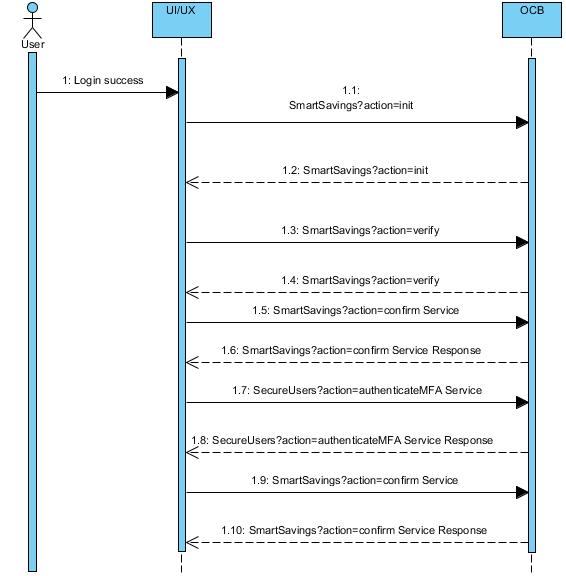 UI/UX
OCB
User
1: Login success
1.1:
SmartSavings?action=init
1.2: SmartSavings?action=init
1.3: SmartSavings?action=verify
1.4: SmartSavings?action=verify
1.5: SmartSavings?action=confirm Service
1.6: SmartSavings?action=confirm Service Response
1.7: SecureUsers?action=authenticateMFA Service
1.8: SecureUsers?action=authenticateMFA Service Response
1.9: SmartSavings?action=confirm Service
1.10: SmartSavings?action=confirm Service Response